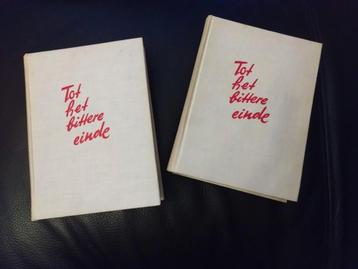 Tot
het
bittere
einde
Tot
het
bittere
einde